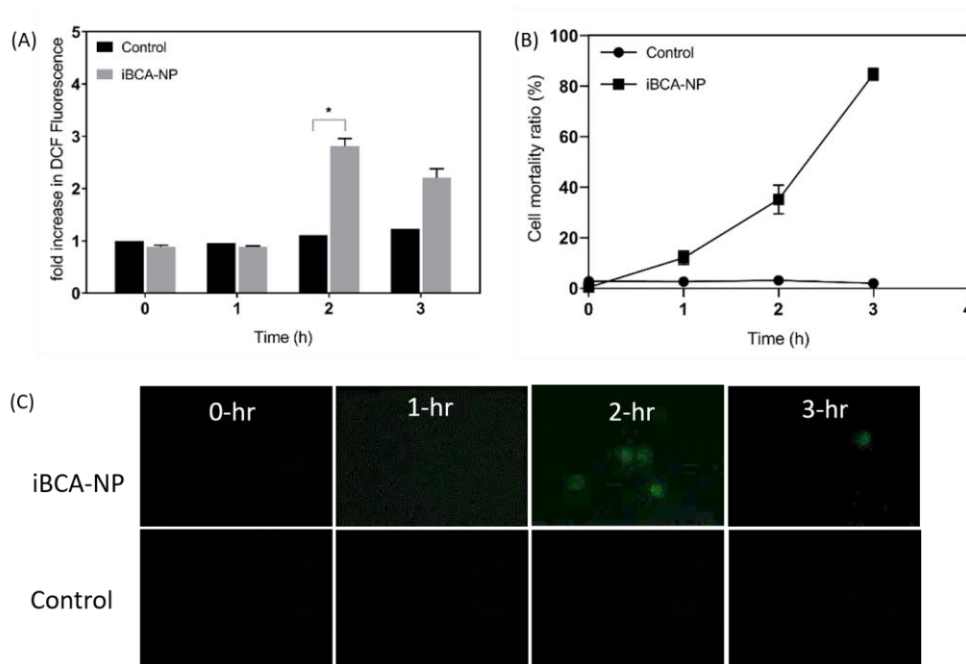 (A)
fold increase in DCF Fluorescence
5
4
3
2
1
0
Control
iBCA-NP
*
0 1 2 3
Time (h)
(B)
Cell mortality ratio (%)
100
80
60
40
20
0
Control
iBCA-NP
0 1 2 3 4
Time (h)
(C)
0-hr 1-hr 2-hr 3-hr
iBCA-NP
Control